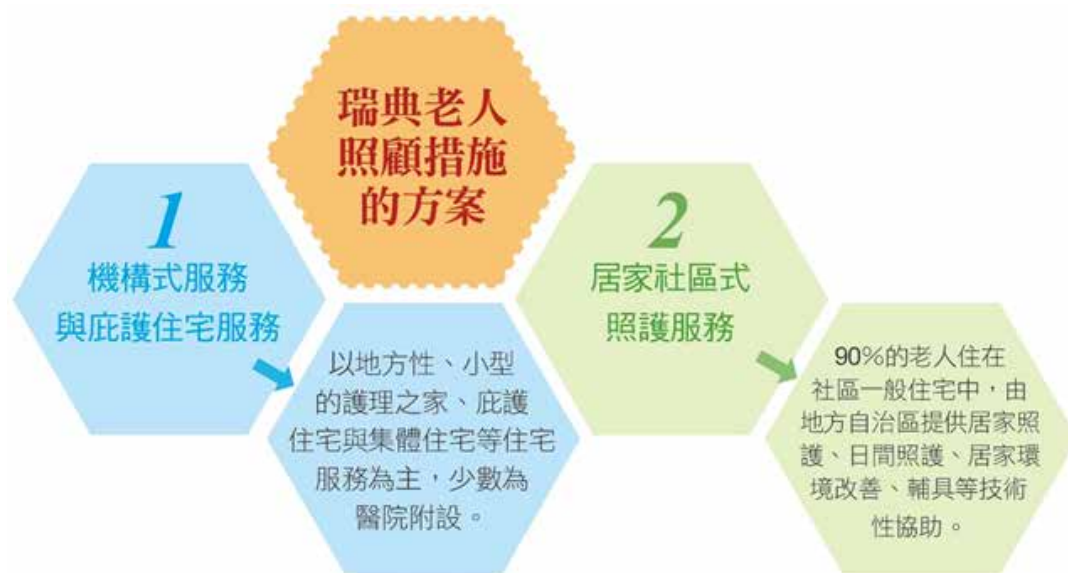 瑞典老人
照顧措施
的方案
1
機構式服務
與庇護住宅服務
以地方性、小型
的護理之家、庇護
住宅與集體住宅等住宅
服務為主，少數為
醫院附設。
2
居家社區式
照護服務
90%的老人住在
社區一般住宅中，由
地方自治區提供居家照
護、日間照護、居家環
境改善、輔具等技術
性協助。